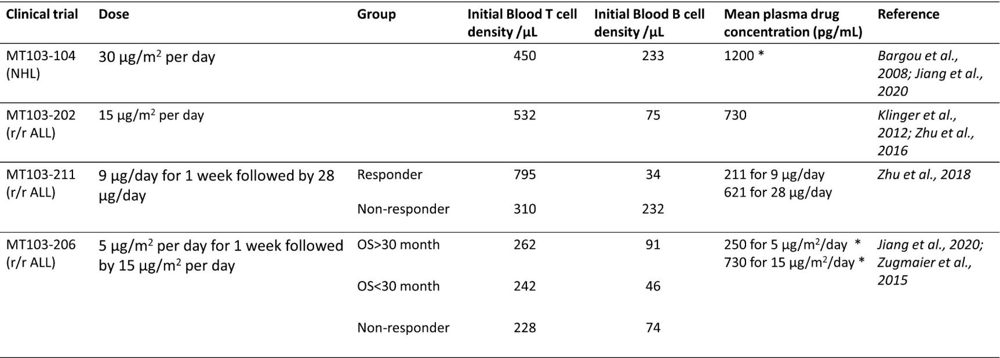 Clinical trial Dose Group Initial Blood T cell Initial Blood B cell Mean plasma drug Reference
density /µL density /µL concentration (pg/mL)
MT103-104 30 µg/m² per day 450 233 1200 * Bargou et al.,
(NHL) 2008; Jiang et al.,
2020
MT103-202 15 µg/m² per day 532 75 730 Klinger et al.,
(r/r ALL) 2012; Zhu et al.,
2016
MT103-211 9 µg/day for 1 week followed by 28 Responder 795 34 211 for 9 µg/day Zhu et al., 2018
(r/r ALL) µg/day 621 for 28 µg/day
Non-responder 310 232
MT103-206 5 µg/m² per day for 1 week followed OS>30 month 262 91 250 for 5 µg/m²/day * Jiang et al., 2020;
(r/r ALL) by 15 µg/m² per day 730 for 15 µg/m²/day * Zugmaier et al.,
OS<30 month 242 46 2015
Non-responder 228 74